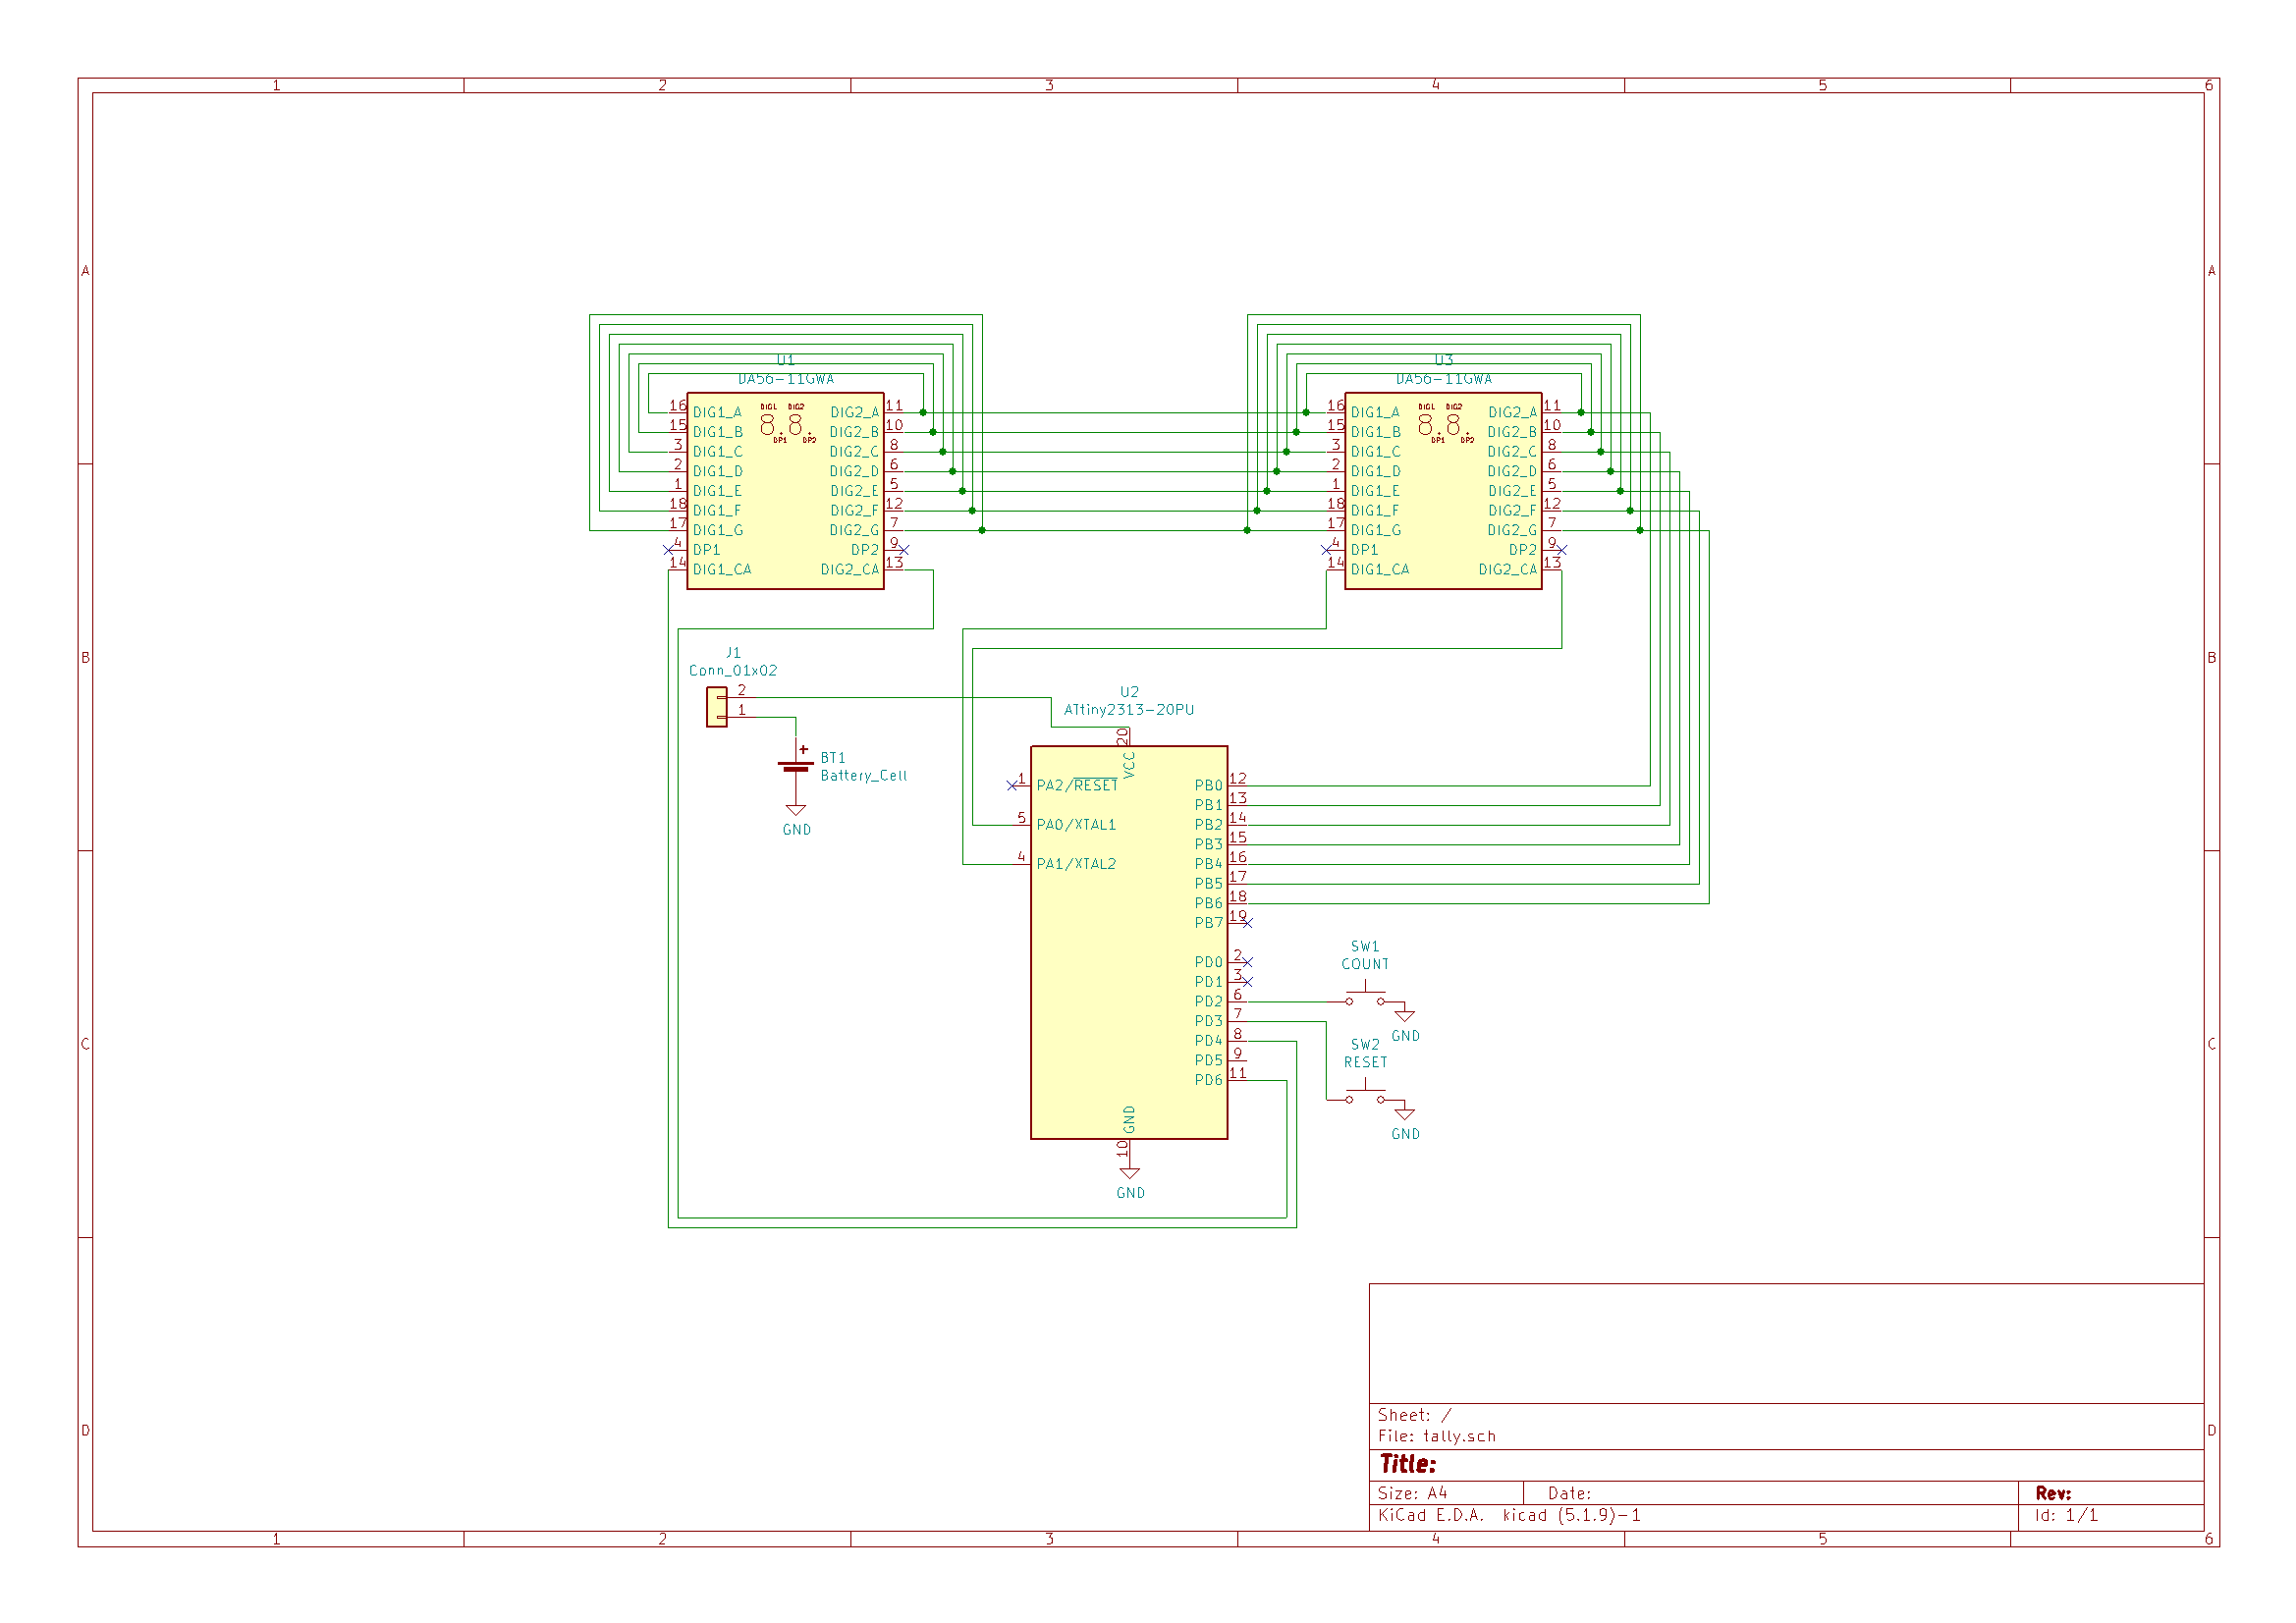 1 2 3 4 5 6
A A
U1 U3
DA56-11GWA DA56-11GWA
DIG1 DIG2 DIG1 DIG2
8.8. 8.8.
DP1 DP2 DP1 DP2
16 DIG1_A DIG2_A 11 16 DIG1_A DIG2_A 11
15 DIG1_B DIG2_B 10 15 DIG1_B DIG2_B 10
3 DIG1_C DIG2_C 8 3 DIG1_C DIG2_C 8
2 DIG1_D DIG2_D 6 2 DIG1_D DIG2_D 6
1 DIG1_E DIG2_E 5 1 DIG1_E DIG2_E 5
18 DIG1_F DIG2_F 12 18 DIG1_F DIG2_F 12
17 DIG1_G DIG2_G 7 17 DIG1_G DIG2_G 7
4 DP1 DP2 9 4 DP1 DP2 9
14 DIG1_CA DIG2_CA 13 14 DIG1_CA DIG2_CA 13
B B
J1
Conn_01x02
2
1
BT1
Battery_Cell
+
GND
U2
ATtiny2313-20PU
20
VCC
1 PA2/RESET PB0 12
PB1 13
5 PA0/XTAL1 PB2 14
PB3 15
4 PA1/XTAL2 PB4 16
PB5 17
PB6 18
PB7 19
PD0 2
PD1 3
PD2 6
PD3 7
PD4 8
PD5 9
PD6 11
GND
10
GND
SW1
COUNT
GND
SW2
RESET
GND
C C
D D
Sheet: /
File: tally.sch
Title:
Size: A4 Date: Rev:
KiCad E.D.A. kicad (5.1.9)-1 Id: 1/1
1 2 3 4 5 6